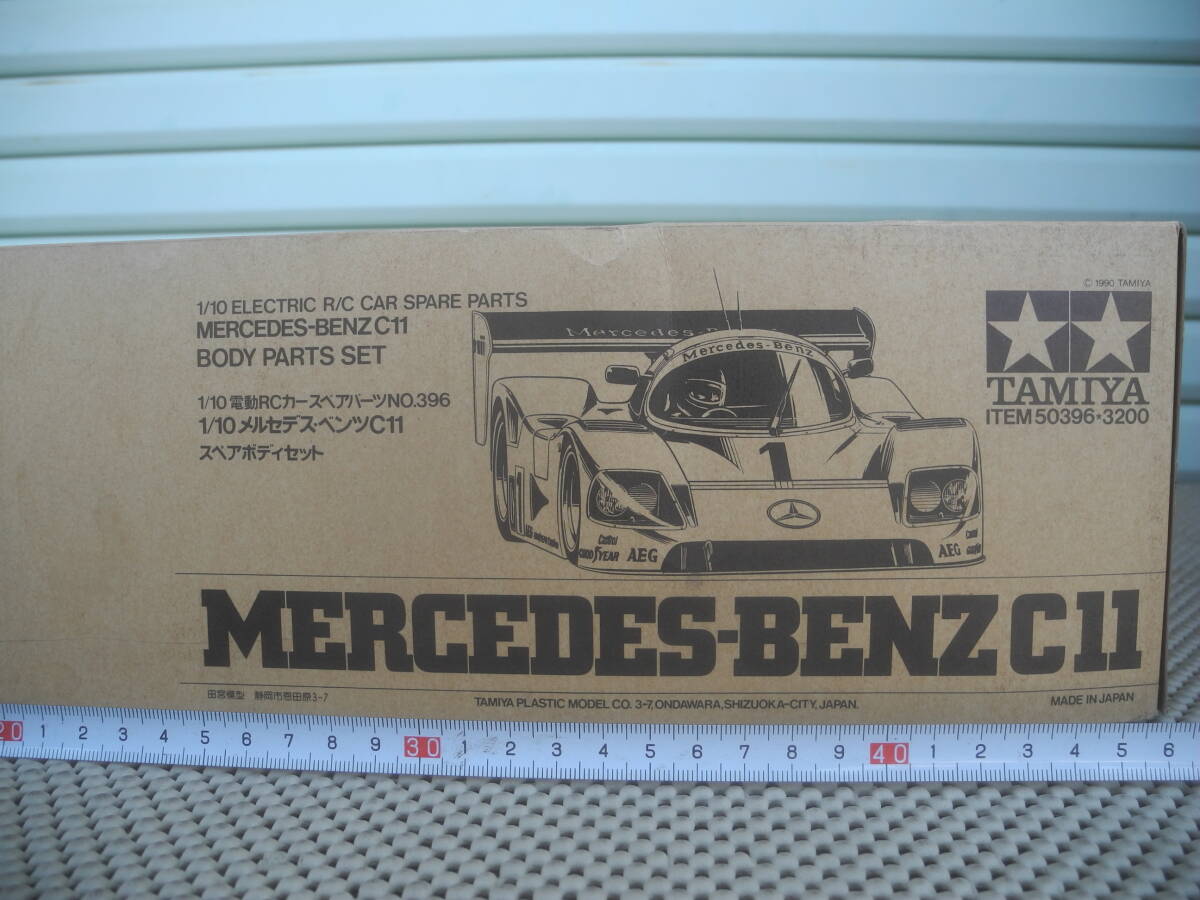 © 1990 TAMIYA
1/10 ELECTRIC R/C CAR SPARE PARTS
MERCEDES-BENZ C11
BODY PARTS SET
1/10 電動RCカースペアパーツNO.396
1/10 メルセデス・ベンツC11
スペアボディセット
TAMIYA
ITEM 50396★3200
Mercedes-B
Mercedes-Benz
1
Castrol
GOOD YEAR AEG
AEG
MERCEDES-BENZ C11
田宮模型 静岡市恩田原3-7
TAMIYA PLASTIC MODEL CO. 3-7, ONDAWARA, SHIZUOKA-CITY, JAPAN.
MADE IN JAPAN
20 1 2 3 4 5 6 7 8 9 30 1 2 3 4 5 6 7 8 9 40 1 2 3 4 5 6